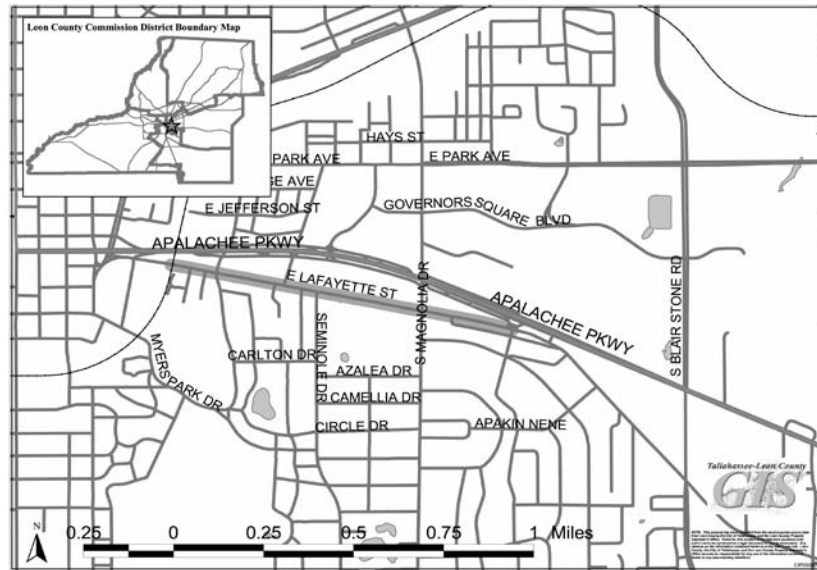 Leon County Commission District Boundary Map
HAYS ST
PARK AVE
E PARK AVE
GE AVE
E JEFFERSON ST
GOVERNORS SQUARE BLVD
APALACHEE PKWY
E LAFAYETTE ST
S MAGNOLIA DR
APALACHEE PKWY
S BLAIR STONE RD
MYERS PARK DR
CARLTON DR
SEMINOLE DR
AZALEA DR
CAMELLIA DR
CIRCLE DR
APAKIN NENE
Tallahassee-Leon County
GIS
N
0.25 0 0.25 0.5 0.75 1 Miles